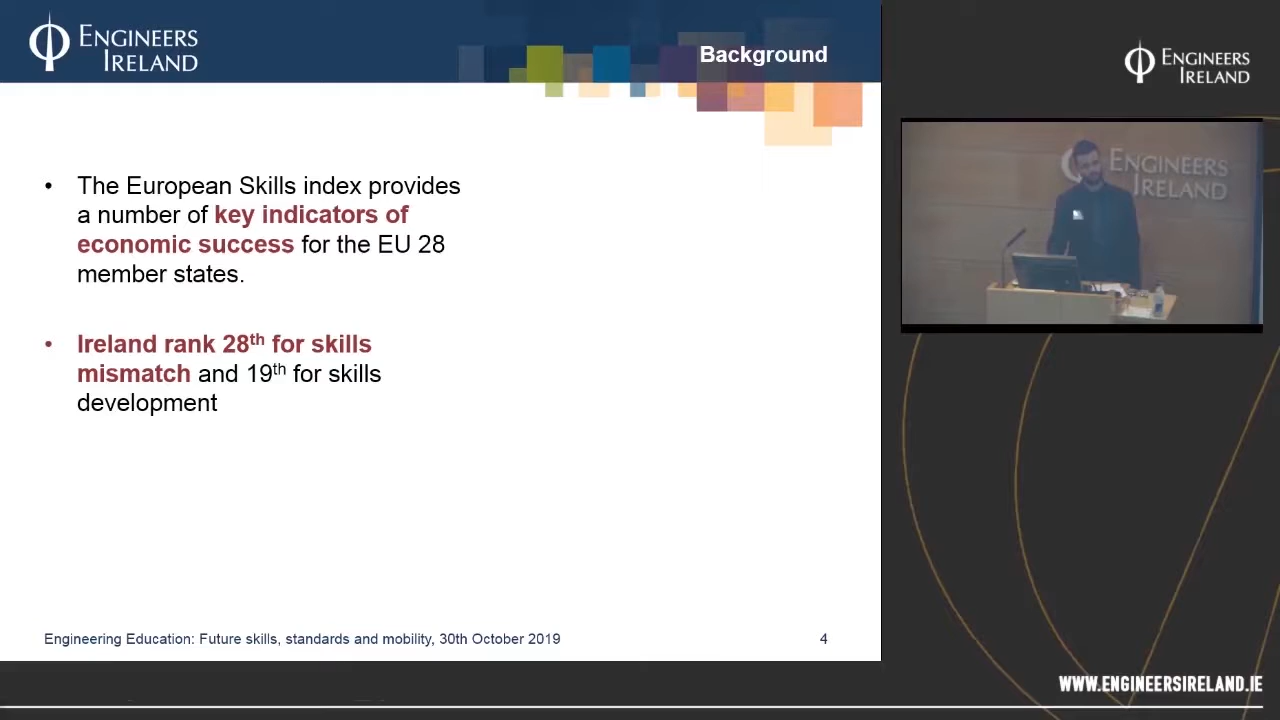 ENGINEERS
IRELAND
Background
• The European Skills index provides
a number of key indicators of
economic success for the EU 28
member states.
• Ireland rank 28th for skills
mismatch and 19th for skills
development
Engineering Education: Future skills, standards and mobility, 30th October 2019
4
ENGINEERS
IRELAND
ENGINEERS
IRELAND
WWW.ENGINEERSIRELAND.IE